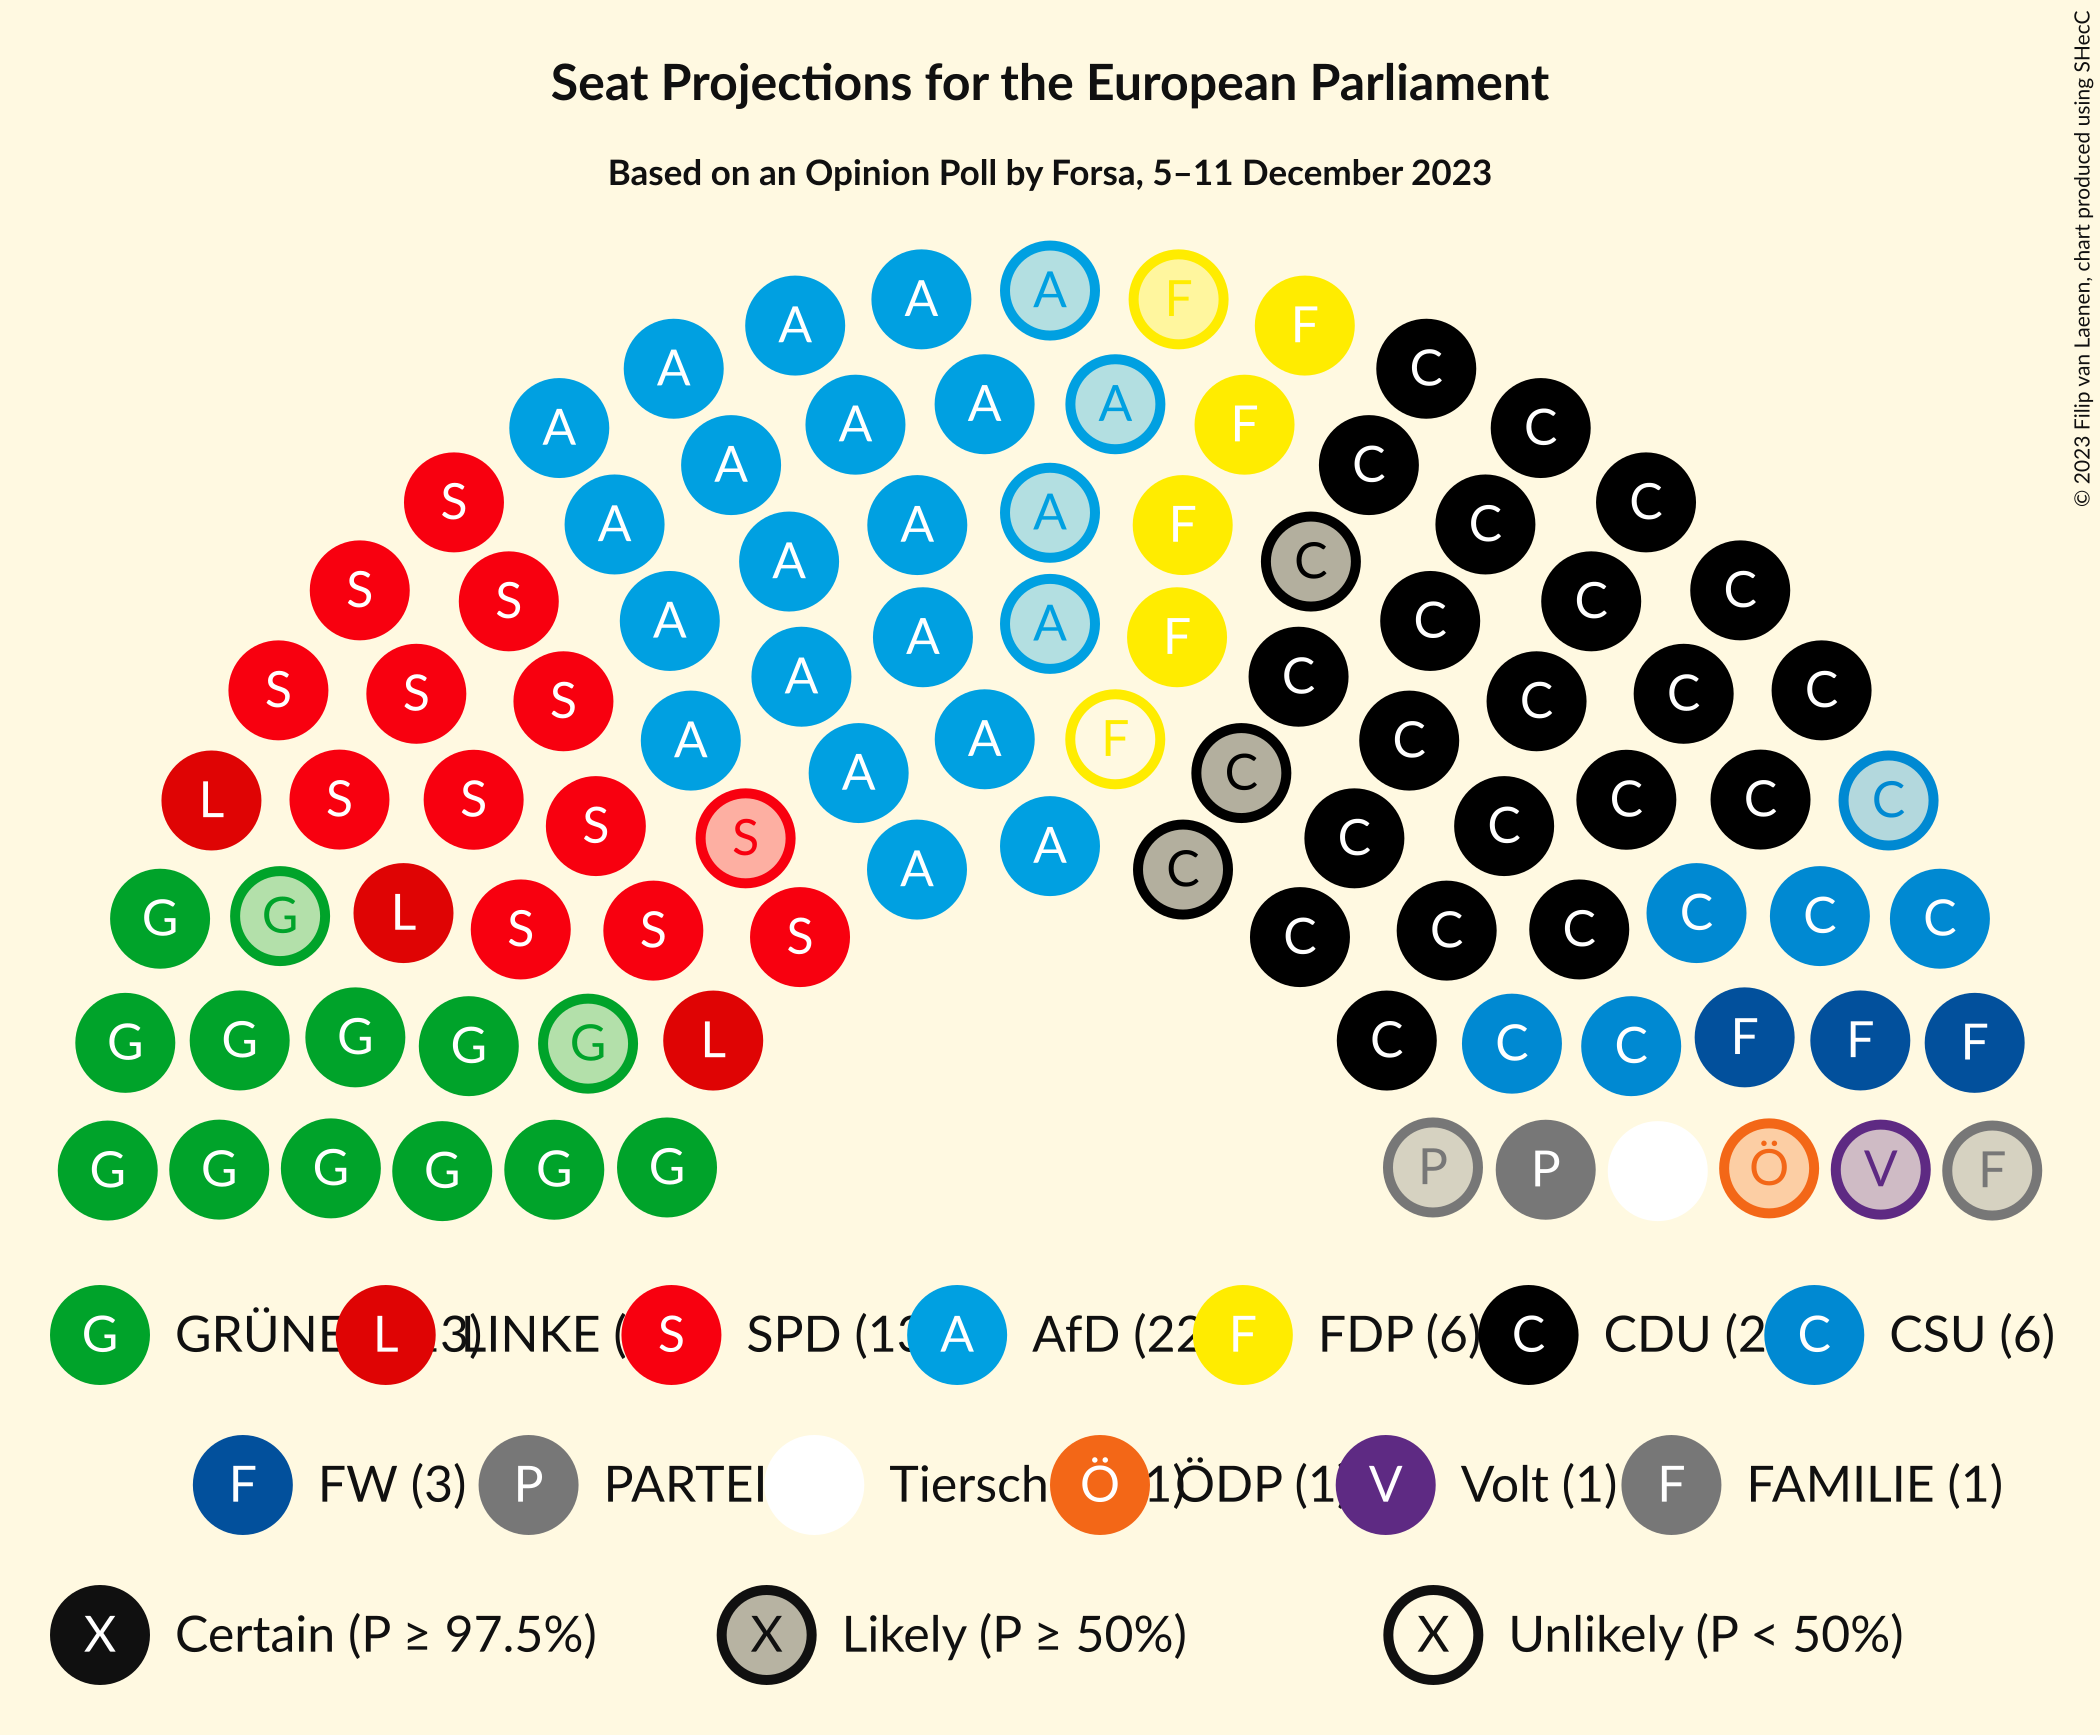 Seat Projections for the European Parliament
Based on an Opinion Poll by Forsa, 5–11 December 2023
© 2023 Filip van Laenen, chart produced using SHecC
A A F
A F
A C
A A
A A F C
A C
S A A A F C C
A C
S S C C
A A A F C
S S S A C C C C
A A F C
A C
L S S C C C
S S A C C
A C
G G L S S S C C C C C C
G G G G G L C C C F F F
G G G G G G P P Ö V F
G GRÜNE 3) L LINKE ( S SPD (13 A AfD (22 F FDP (6) C CDU (2 C CSU (6)
F FW (3) P PARTEI Tiersch 1) Ö ÖDP (1) V Volt (1) F FAMILIE (1)
X Certain (P ≥ 97.5%) X Likely (P ≥ 50%) X Unlikely (P < 50%)